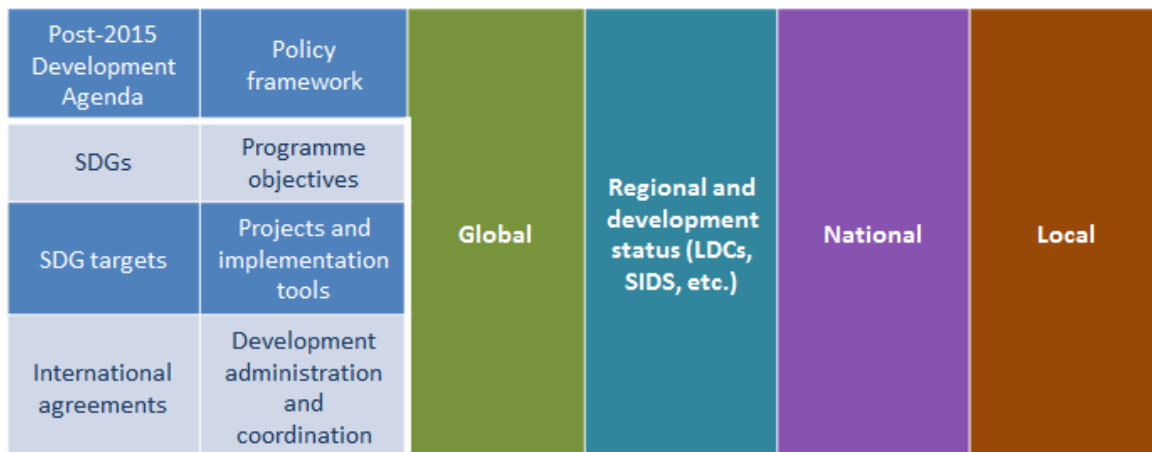 Post-2015
Development
Agenda
Policy
framework
SDGs
Programme
objectives
SDG targets
Projects and
implementation
tools
International
agreements
Development
administration
and
coordination
Global
Regional and
development
status (LDCs,
SIDS, etc.)
National
Local